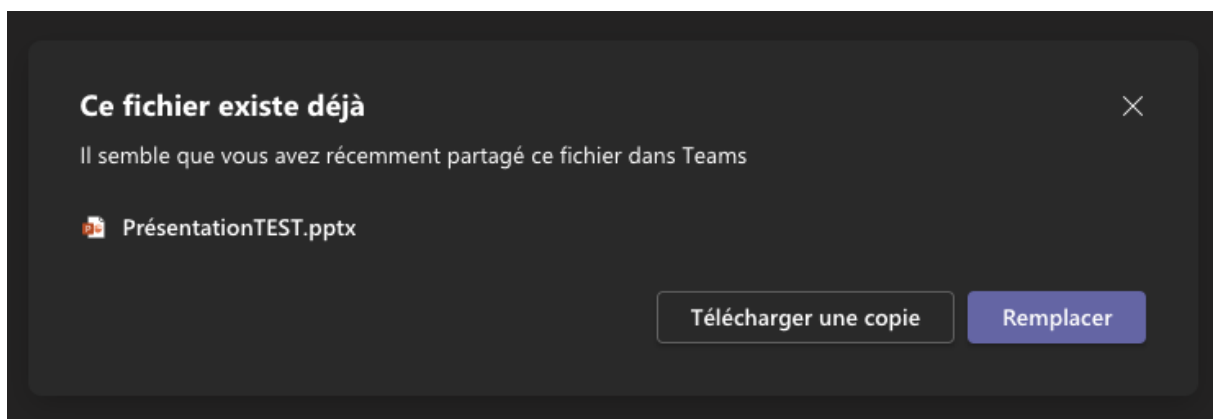 Ce fichier existe déjà
Il semble que vous avez récemment partagé ce fichier dans Teams
PrésentationTEST.pptx
Télécharger une copie
Remplacer